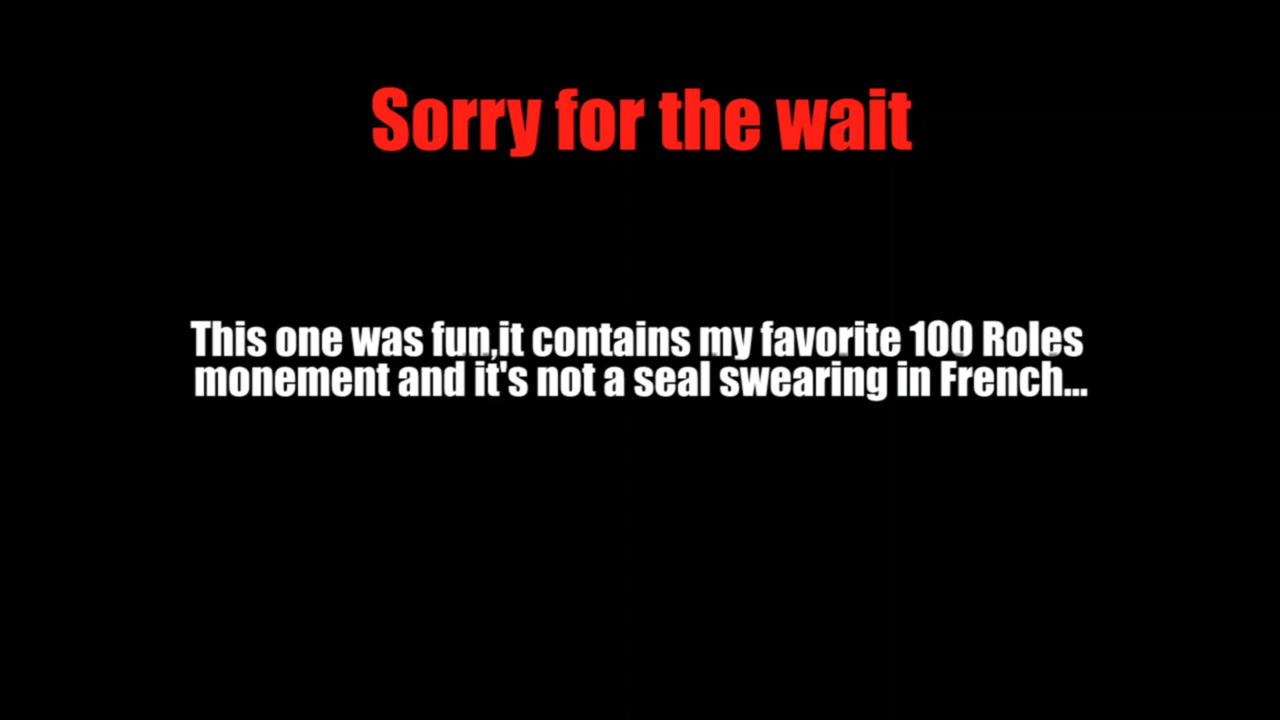 Sorry for the wait
This one was fun,it contains my favorite 100 Roles
monement and it's not a seal swearing in French...